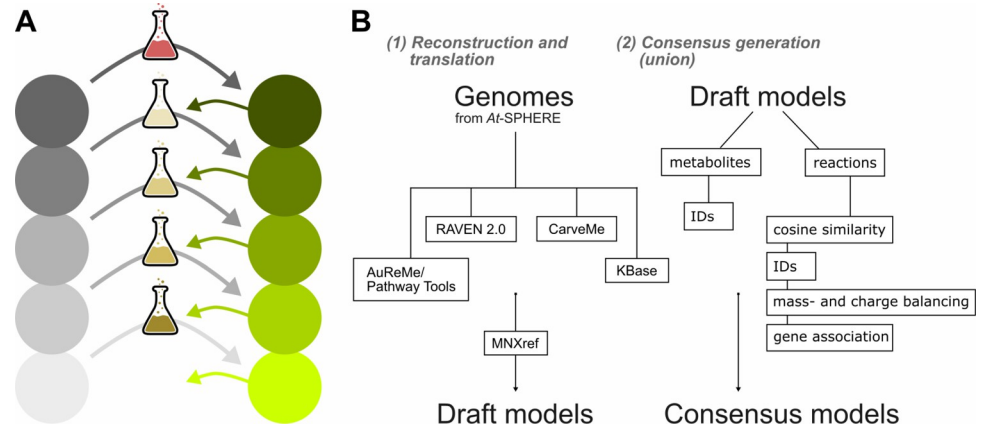 A
B
(1) Reconstruction and
translation
Genomes
from At-SPHERE
RAVEN 2.0
CarveMe
AuReMe/
Pathway Tools
KBase
MNXref
Draft models
(2) Consensus generation
(union)
Draft models
metabolites
reactions
IDs
cosine similarity
IDs
mass- and charge balancing
gene association
Consensus models